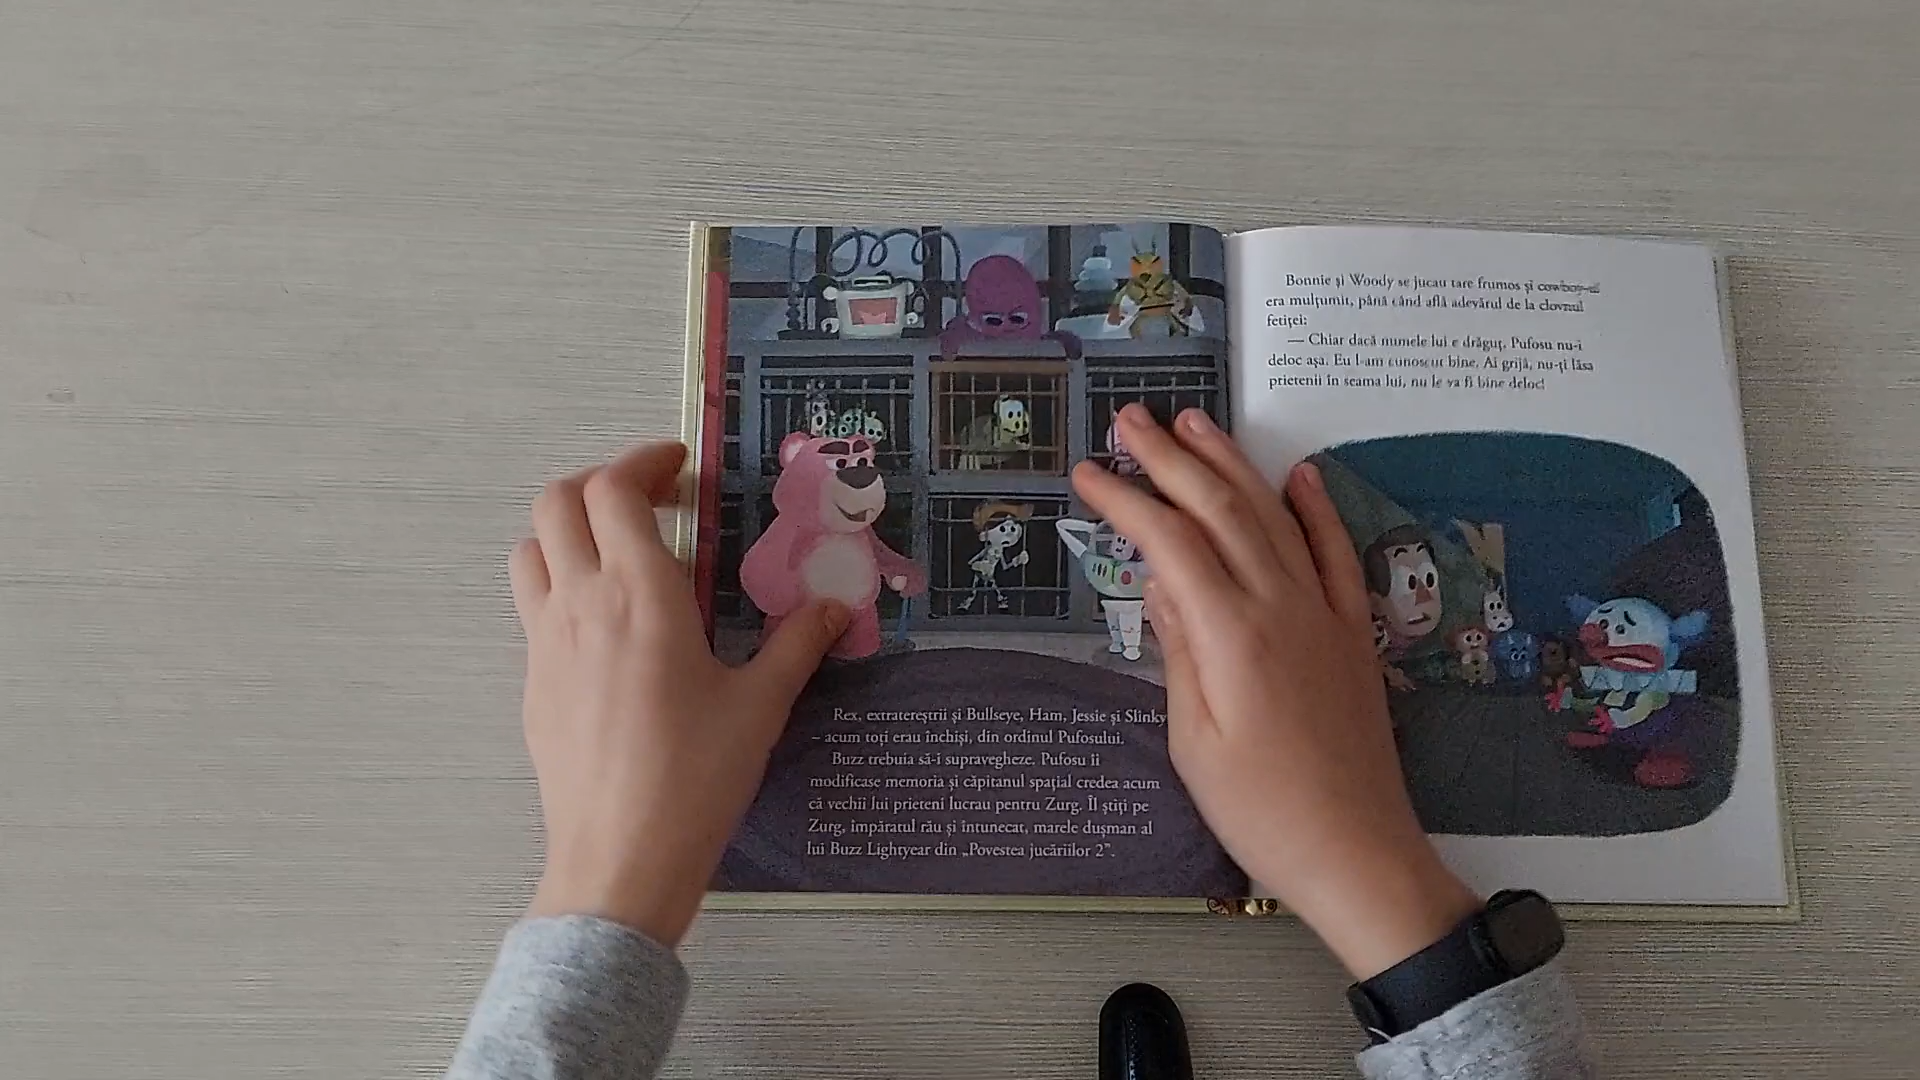 Rex, extratereștrii și Bullseye, Ham, Jessie și Slinky
– acum toți erau închiși, din ordinul Pufosului.
Buzz trebuia să-i supravegheze. Pufosu îi
modificase memoria și căpitanul spațial credea acum
că vechii lui prieteni lucrau pentru Zurg. Îl știți pe
Zurg, împăratul rău și întunecat, marele dușman al
lui Buzz Lightyear din „Povestea jucăriilor 2”.
Bonnie și Woody se jucau tare frumos și cowboy-ul
era mulțumit, până când află adevărul de la clovnul
fetiței:
— Chiar dacă numele lui e drăguț, Pufosu nu-i
deloc așa. Eu l-am cunoscut bine. Ai grijă, nu-ți lăsa
prietenii în seama lui, nu le va fi bine deloc!